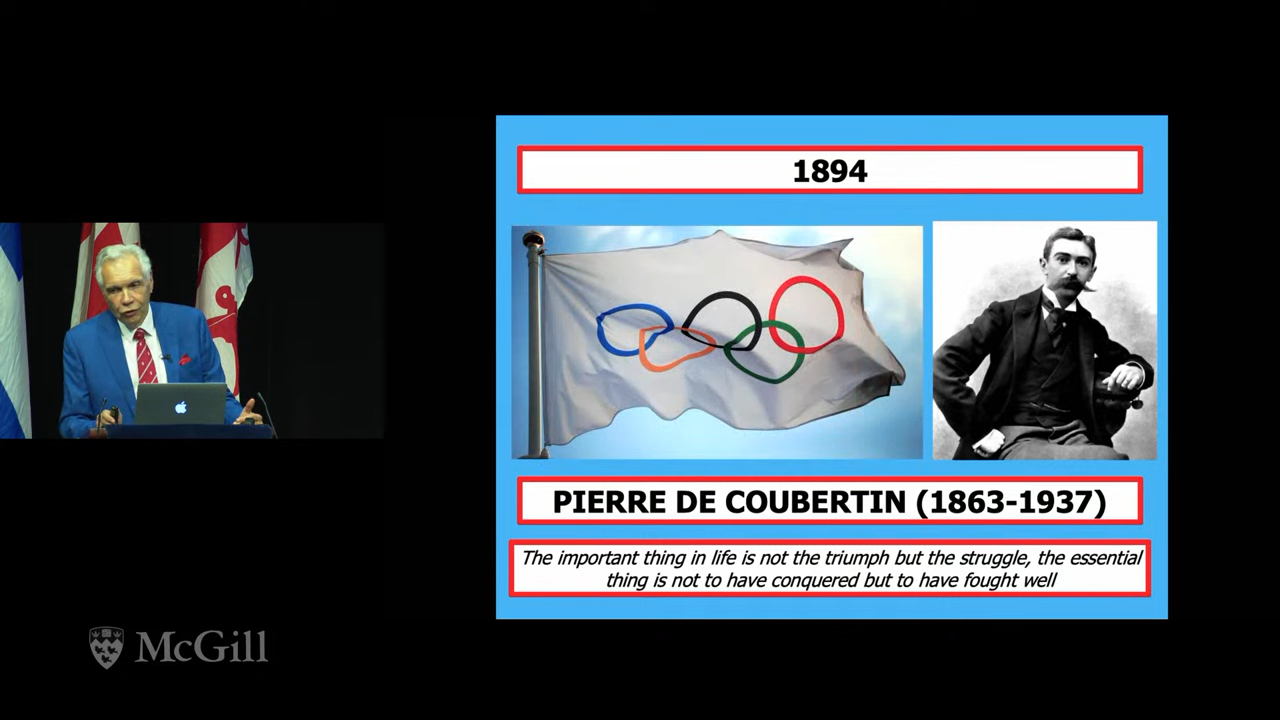 1894
PIERRE DE COUBERTIN (1863-1937)
The important thing in life is not the triumph but the struggle, the essential
thing is not to have conquered but to have fought well
McGill